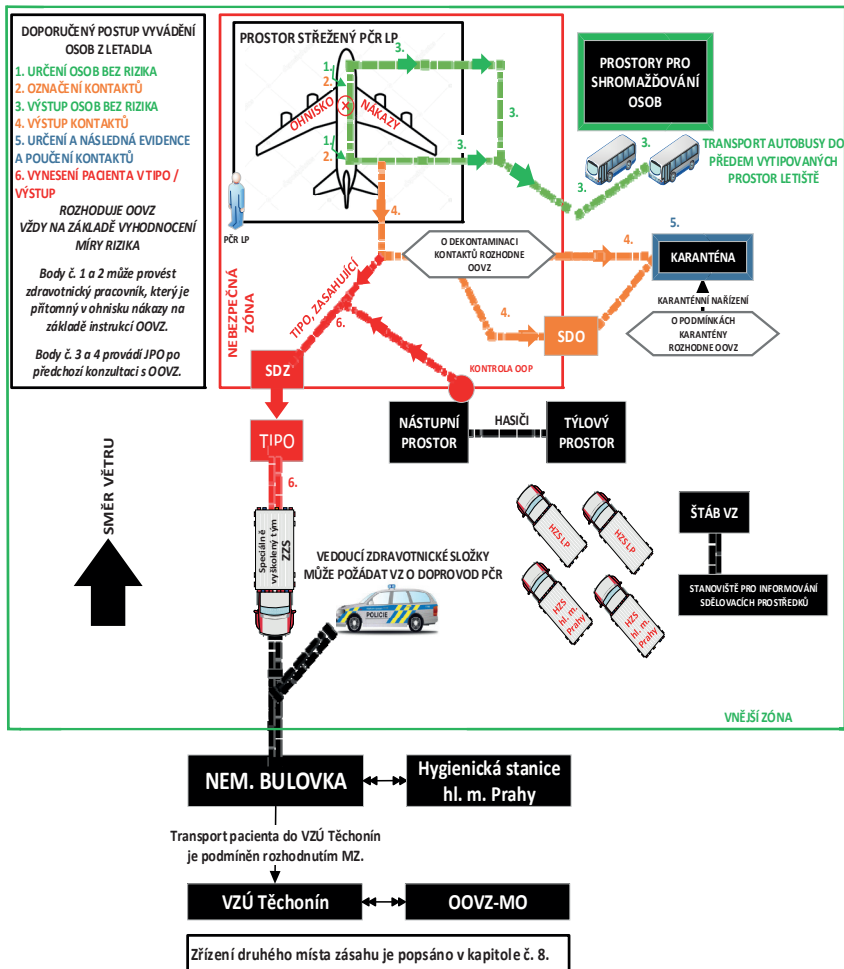 DOPORUČENÝ POSTUP VYVÁDĚNÍ
OSOB Z LETADLA
1. URČENÍ OSOB BEZ RIZIKA
2. OZNAČENÍ KONTAKTŮ
3. VÝSTUP OSOB BEZ RIZIKA
4. VÝSTUP KONTAKTŮ
5. URČENÍ A NÁSLEDNÁ EVIDENCE
A POUČENÍ KONTAKTŮ
6. VYNESENÍ PACIENTA V TIPO /
VÝSTUP
ROZHODUJE OOVZ
VŽDY NA ZÁKLADĚ VYHODNOCENÍ
MÍRY RIZIKA
Body č. 1 a 2 může provést
zdravotnický pracovník, který je
přítomný v ohnisku nákazy na
základě instrukcí OOVZ.
Body č. 3 a 4 provádí JPO po
předchozí konzultaci s OOVZ.
PROSTOR STŘEŽENÝ PČR LP
1.
2.
OHNISKO
NÁKAZY
1.
2.
3.
3.
3.
3.
3.
PČR LP
PROSTORY PRO
SHROMAŽĎOVÁNÍ
OSOB
TRANSPORT AUTOBUSY DO
PŘEDEM VYTIPOVANÝCH
PROSTOR LETIŠTĚ
4.
O DEKONTAMINACI
KONTAKTŮ ROZHODNE
OOVZ
4.
4.
5.
KARANTÉNA
KARANTÉNNÍ NAŘÍZENÍ
O PODMÍNKÁCH
KARANTÉNY
ROZHODNE OOVZ
NEBEZPEČNÁ
ZÓNA
TIPO, ZASAHUJÍCÍ
6.
SDO
SDZ
KONTROLA OOP
TIPO
6.
NÁSTUPNÍ
PROSTOR
HASIČI
TÝLOVÝ
PROSTOR
SMĚR VĚTRU
Speciálně
vyškolený tým
ZZS
VEDOUCÍ ZDRAVOTNICKÉ SLOŽKY
MŮŽE POŽÁDAT VZ O DOPROVOD PČR
POLICIE
HZS LP
HZS LP
HZS
hl. m.
Prahy
HZS
hl. m.
Prahy
ŠTÁB VZ
STANOVIŠTĚ PRO INFORMOVÁNÍ
SDĚLOVACÍCH PROSTŘEDKŮ
VNĚJŠÍ ZÓNA
NEM. BULOVKA
Hygienická stanice
hl. m. Prahy
Transport pacienta do VZÚ Těchonín
je podmíněn rozhodnutím MZ.
VZÚ Těchonín
OOVZ-MO
Zřízení druhého místa zásahu je popsáno v kapitole č. 8.